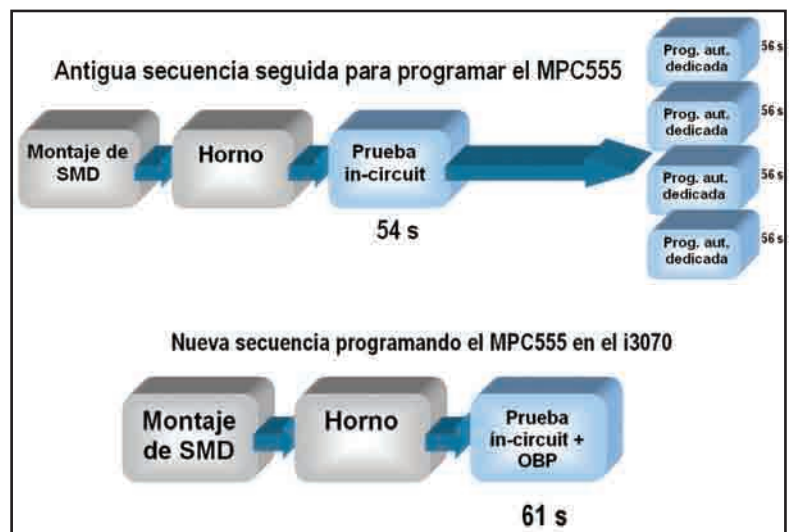 Antigua secuencia seguida para programar el MPC555
Montaje de
SMD
Horno
Prueba
in-circuit
54 s
Prog. aut.
dedicada
56 s
Prog. aut.
dedicada
56 s
Prog. aut.
dedicada
56 s
Prog. aut.
dedicada
56 s
Nueva secuencia programando el MPC555 en el i3070
Montaje
de SMD
Horno
Prueba
in-circuit +
OBP
61 s